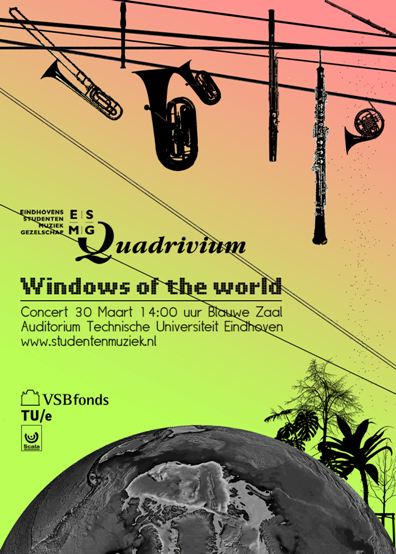 EINDHOVENS
STUDENTEN
MUZIEK
GEZELSCHAP
E S
M G
Quadrivium
Windows of the world
Concert 30 Maart 14:00 uur Blauwe Zaal
Auditorium Technische Universiteit Eindhoven
www.studentenmuziek.nl
VSBfonds
TU/e
Scala